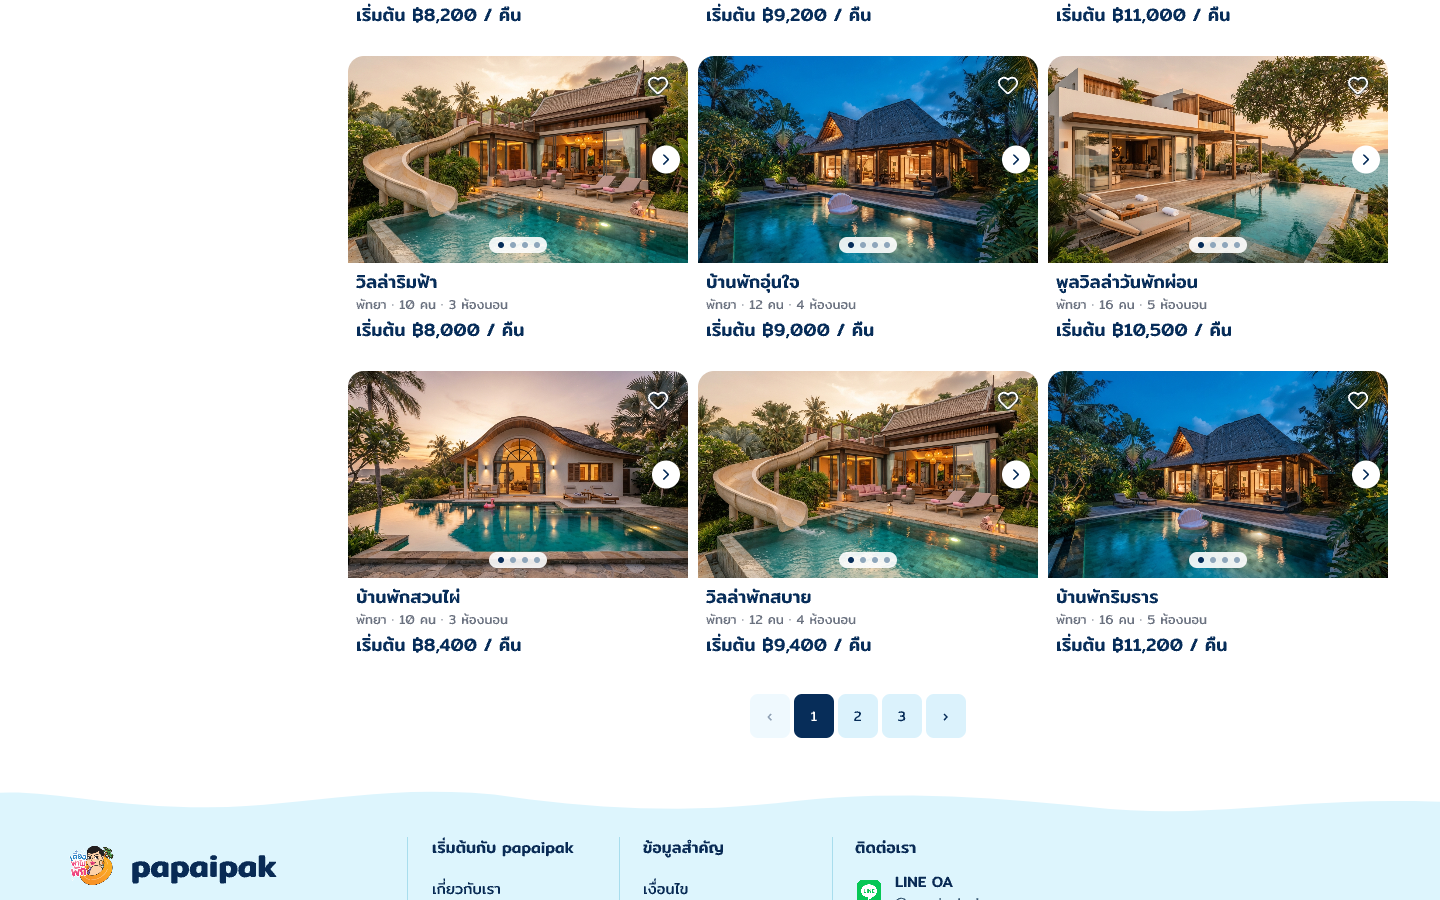 เริ่มต้น ฿8,200 / คืน
เริ่มต้น ฿9,200 / คืน
เริ่มต้น ฿11,000 / คืน
วิลล่าริมฟ้า
พัทยา · 10 คน · 3 ห้องนอน
เริ่มต้น ฿8,000 / คืน
บ้านพักอุ่นใจ
พัทยา · 12 คน · 4 ห้องนอน
เริ่มต้น ฿9,000 / คืน
พูลวิลล่าวันพักผ่อน
พัทยา · 16 คน · 5 ห้องนอน
เริ่มต้น ฿10,500 / คืน
บ้านพักสวนไผ่
พัทยา · 10 คน · 3 ห้องนอน
เริ่มต้น ฿8,400 / คืน
วิลล่าพักสบาย
พัทยา · 12 คน · 4 ห้องนอน
เริ่มต้น ฿9,400 / คืน
บ้านพักริมธาร
พัทยา · 16 คน · 5 ห้องนอน
เริ่มต้น ฿11,200 / คืน
‹ 1 2 3 ›
papaipak
เริ่มต้นกับ papaipak
เกี่ยวกับเรา
ข้อมูลสำคัญ
เงื่อนไข
ติดต่อเรา
LINE OA